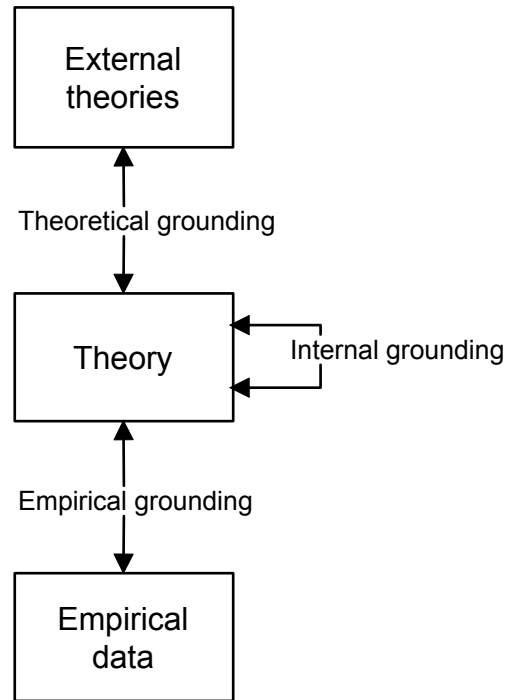 External
theories
Theoretical grounding
Theory
Internal grounding
Empirical grounding
Empirical
data